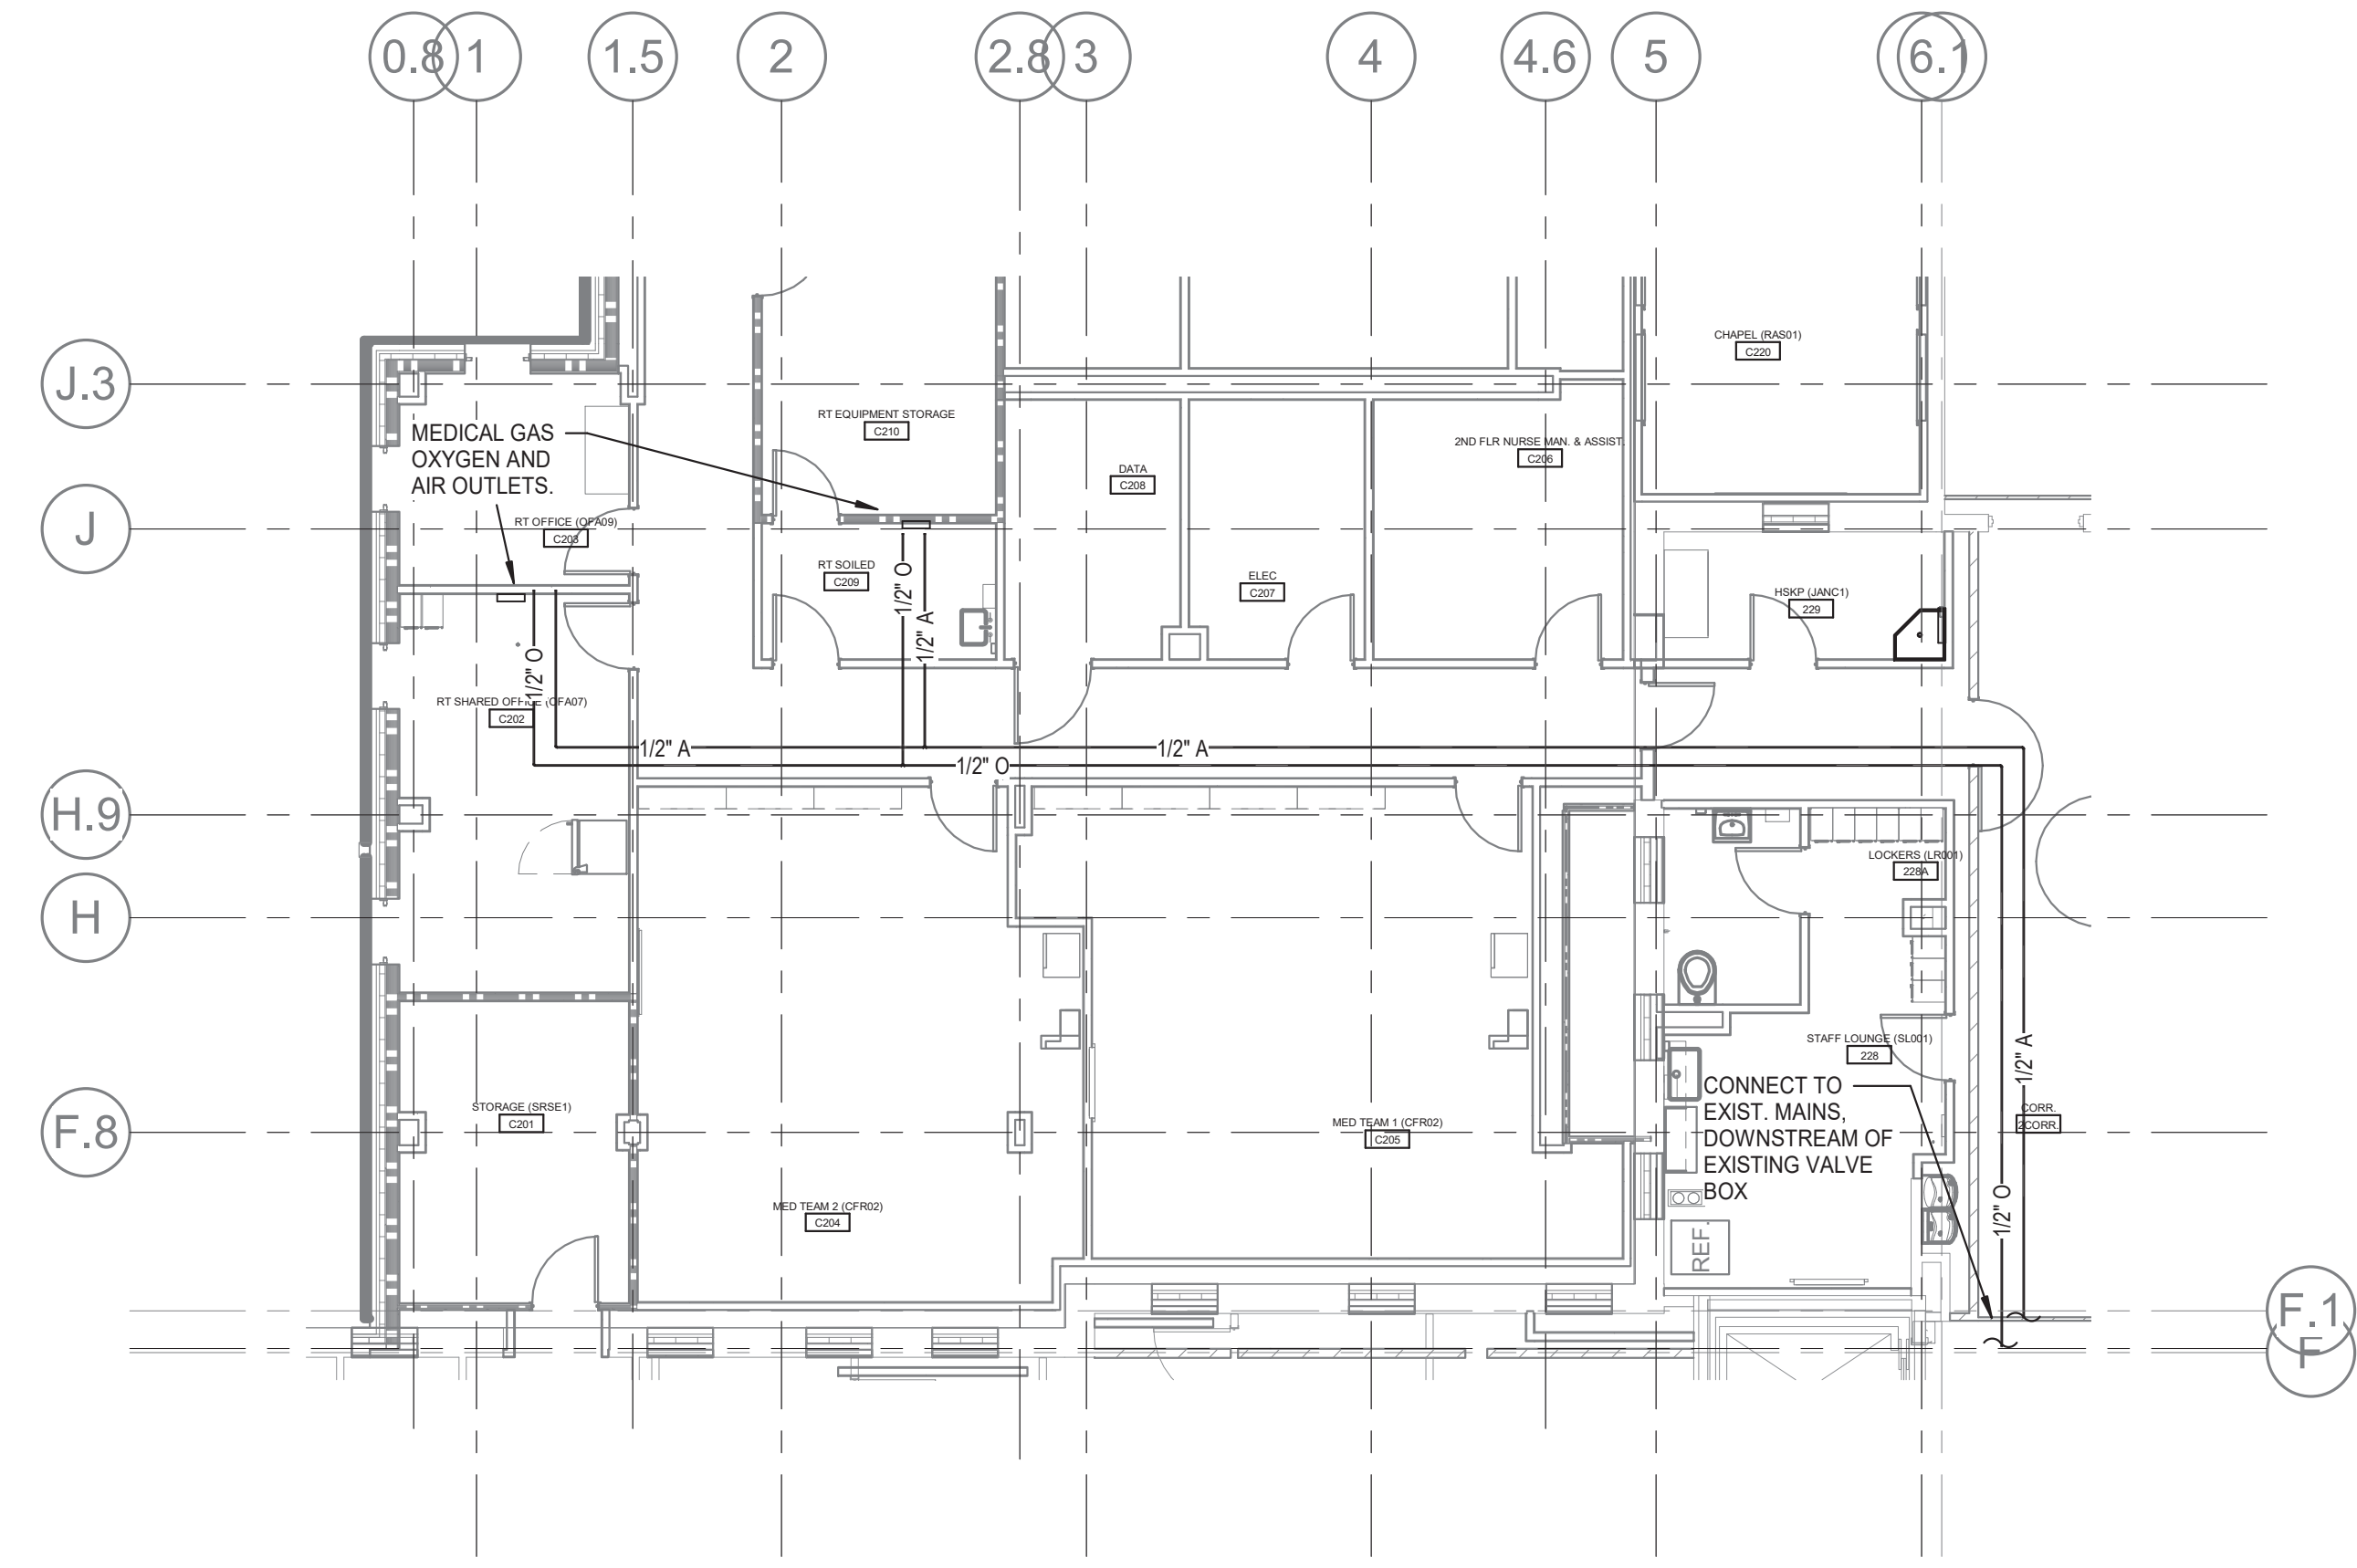 0.8
1
1.5
2
2.8
3
4
4.6
5
6.1
J.3
J
H.9
H
F.8
F.1
F
CHAPEL (RAS01)
C220
RT EQUIPMENT STORAGE
C210
MEDICAL GAS
OXYGEN AND
AIR OUTLETS.
2ND FLR NURSE MAN. & ASSIST.
C206
DATA
C208
RT OFFICE (OFA09)
C203
RT SOILED
C209
1/2" O
1/2" A
ELEC
C207
HSKP (JANC1)
229
1/2" O
RT SHARED OFFICE (OFA07)
C202
1/2" A
1/2" A
1/2" O
LOCKERS (LR001)
228A
STAFF LOUNGE (SL001)
228
1/2" A
CONNECT TO
EXIST. MAINS,
DOWNSTREAM OF
EXISTING VALVE
BOX
CORR.
2CORR.
STORAGE (SRSE1)
C201
MED TEAM 1 (CFR02)
C205
MED TEAM 2 (CFR02)
C204
1/2" O
REF.